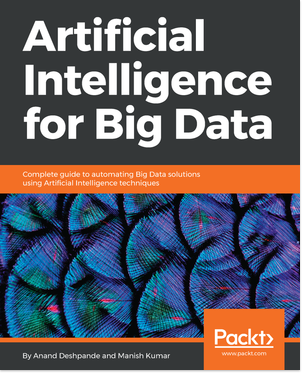 Artificial
Intelligence
for Big Data
Complete guide to automating Big Data solutions
using Artificial Intelligence techniques
Packt>
www.packt.com
By Anand Deshpande and Manish Kumar